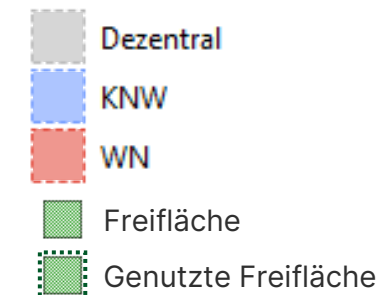 Dezentral
KNW
WN
Freifläche
Genutzte Freifläche